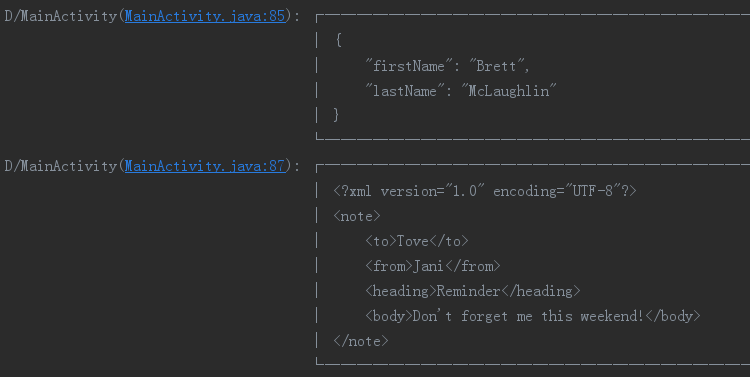 D/MainActivity(MainActivity.java:85):
{
    "firstName": "Brett",
    "lastName": "McLaughlin"
}
D/MainActivity(MainActivity.java:87):
<?xml version="1.0" encoding="UTF-8"?>
<note>
    <to>Tove</to>
    <from>Jani</from>
    <heading>Reminder</heading>
    <body>Don't forget me this weekend!</body>
</note>